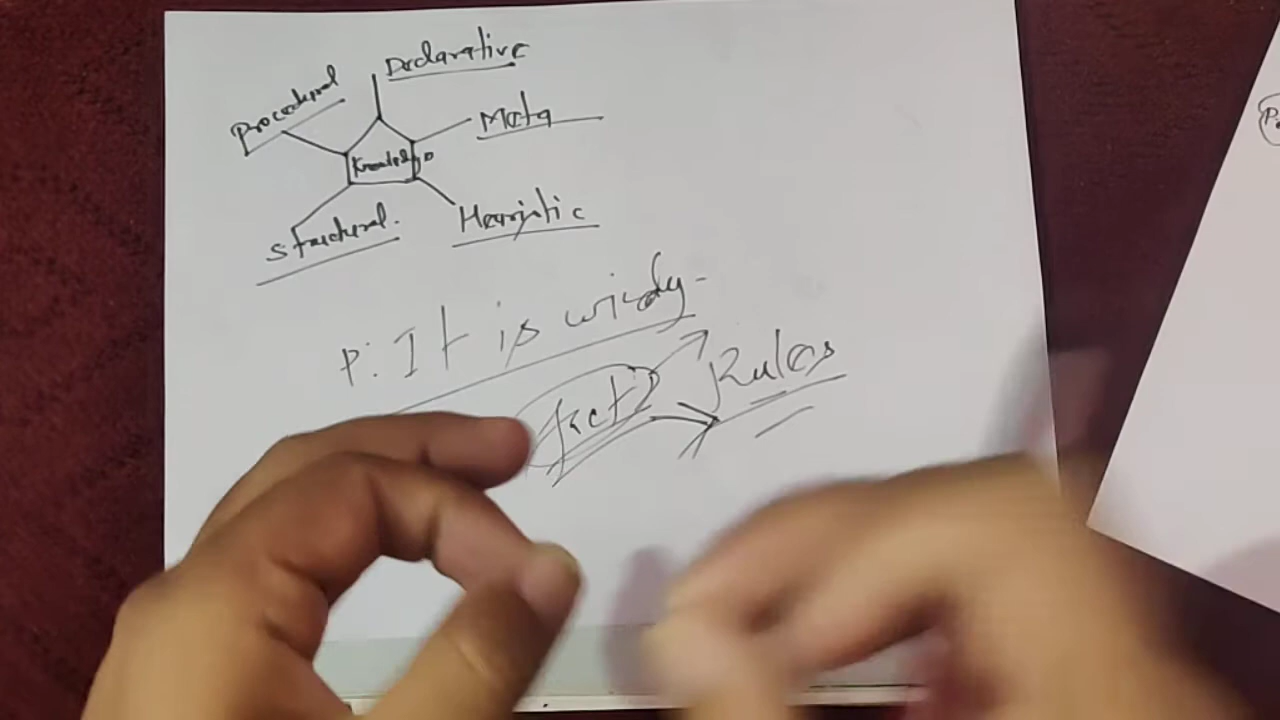 Declarative
Procedural
Meta
Knowledge
Structural.
Heuristic
P: It is windy-
Rules
fact